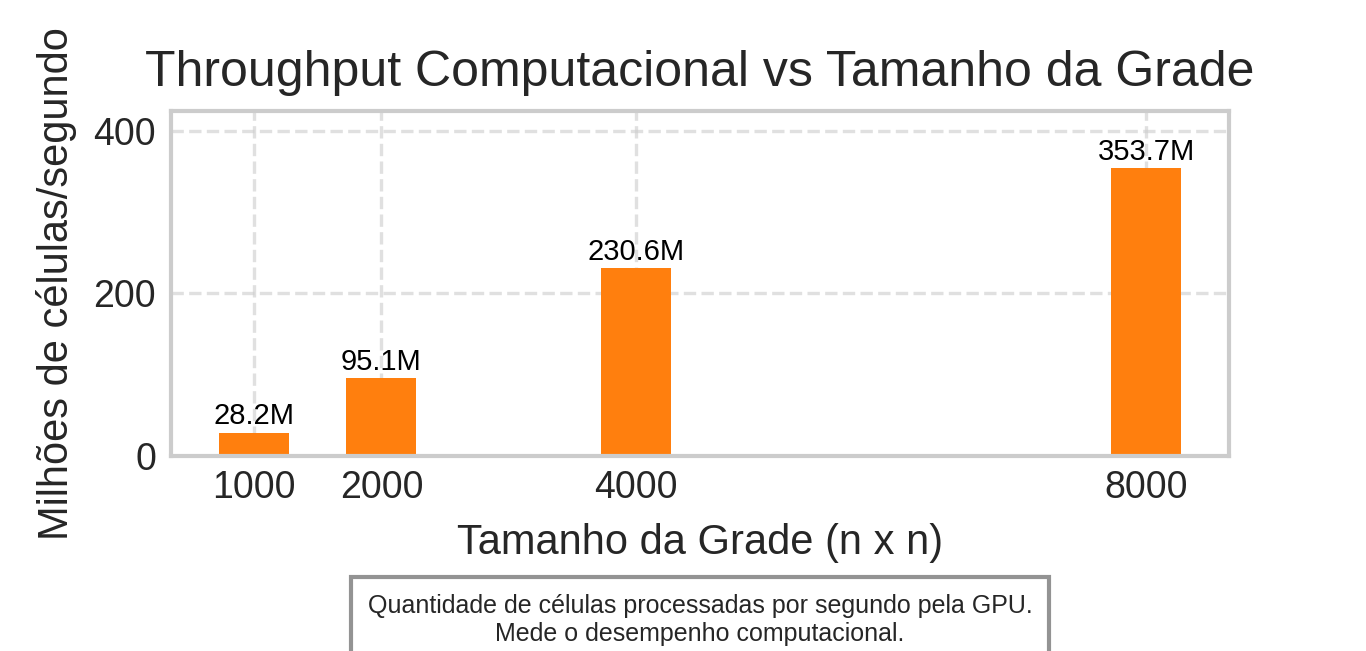 Throughput Computacional vs Tamanho da Grade
Milhões de células/segundo
400
200
0
28.2M
95.1M
230.6M
353.7M
1000 2000 4000 8000
Tamanho da Grade (n x n)
Quantidade de células processadas por segundo pela GPU.
Mede o desempenho computacional.